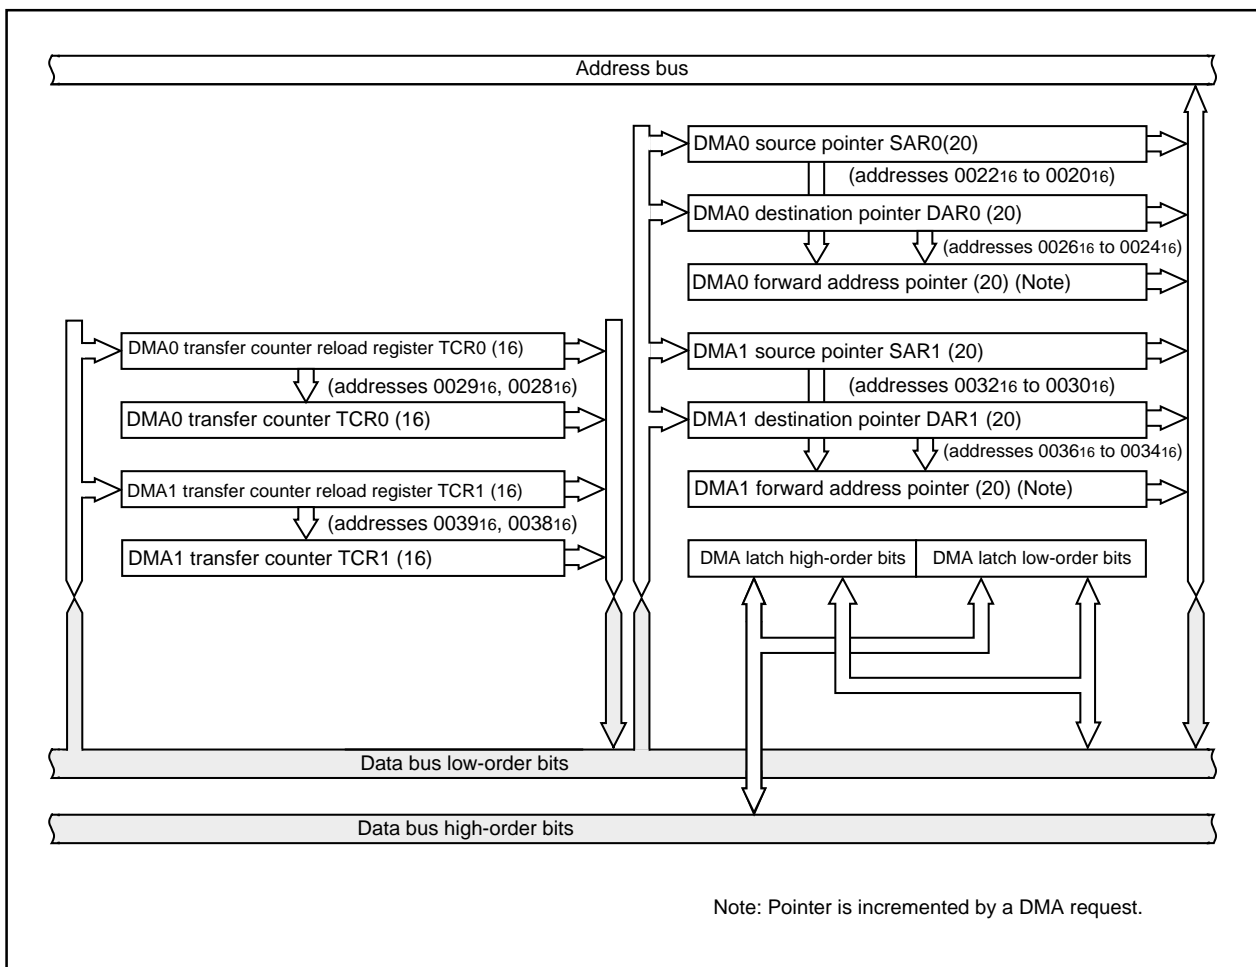 Address bus
DMA0 source pointer SAR0(20)
(addresses 002216 to 002016)
DMA0 destination pointer DAR0 (20)
(addresses 002616 to 002416)
DMA0 forward address pointer (20) (Note)
DMA0 transfer counter reload register TCR0 (16)
(addresses 002916, 002816)
DMA0 transfer counter TCR0 (16)
DMA1 transfer counter reload register TCR1 (16)
(addresses 003916, 003816)
DMA1 transfer counter TCR1 (16)
DMA1 source pointer SAR1 (20)
(addresses 003216 to 003016)
DMA1 destination pointer DAR1 (20)
(addresses 003616 to 003416)
DMA1 forward address pointer (20) (Note)
DMA latch high-order bits
DMA latch low-order bits
Data bus low-order bits
Data bus high-order bits
Note: Pointer is incremented by a DMA request.